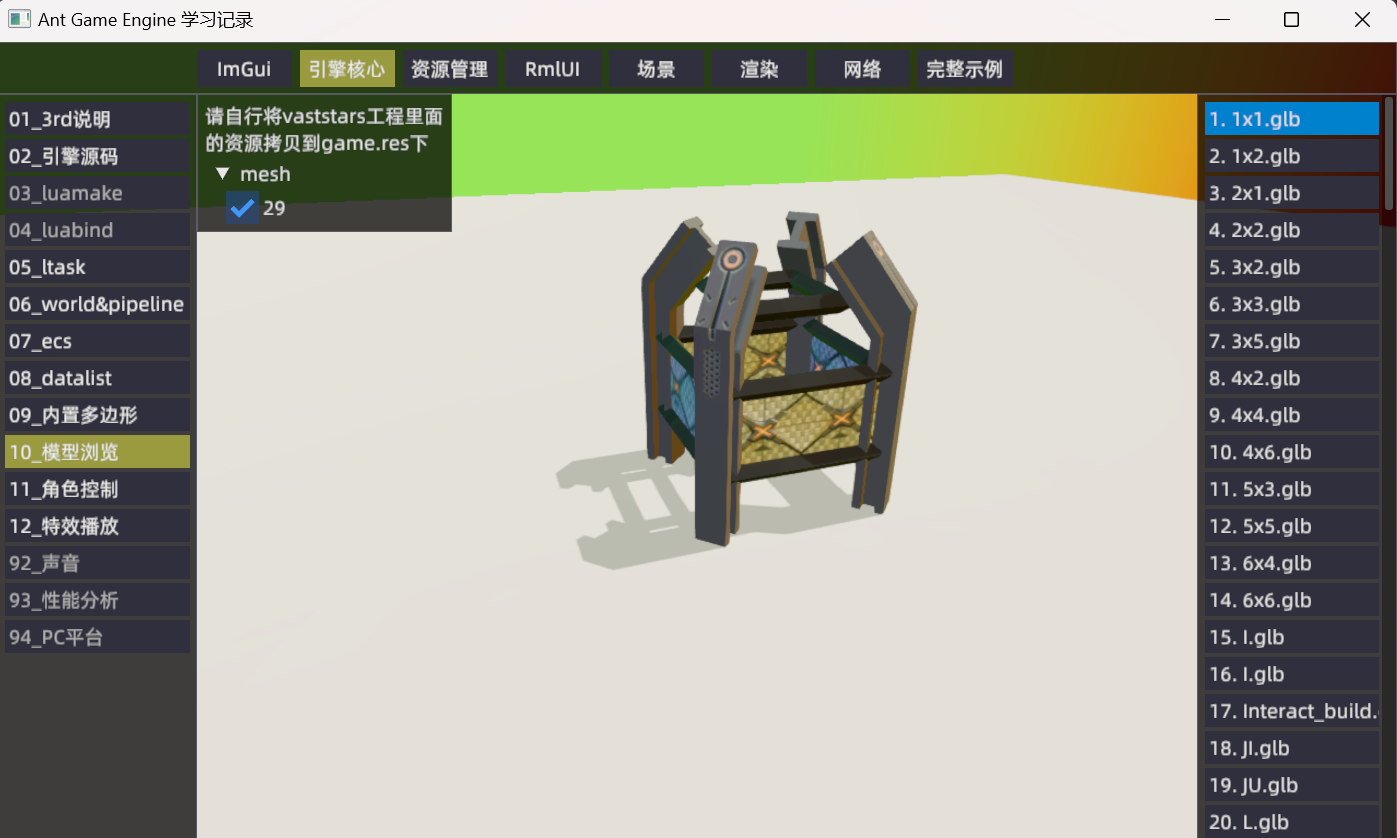 Ant Game Engine 学习记录
ImGui
引擎核心
资源管理
RmlUI
场景
渲染
网络
完整示例
01_3rd说明
02_引擎源码
03_luamake
04_luabind
05_ltask
06_world&pipeline
07_ecs
08_datalist
09_内置多边形
10_模型浏览
11_角色控制
12_特效播放
92_声音
93_性能分析
94_PC平台
请自行将vaststars工程里面
的资源拷贝到game.res下
mesh
29
1. 1x1.glb
2. 1x2.glb
3. 2x1.glb
4. 2x2.glb
5. 3x2.glb
6. 3x3.glb
7. 3x5.glb
8. 4x2.glb
9. 4x4.glb
10. 4x6.glb
11. 5x3.glb
12. 5x5.glb
13. 6x4.glb
14. 6x6.glb
15. I.glb
16. I.glb
17. Interact_build.
18. JI.glb
19. JU.glb
20. L.glb